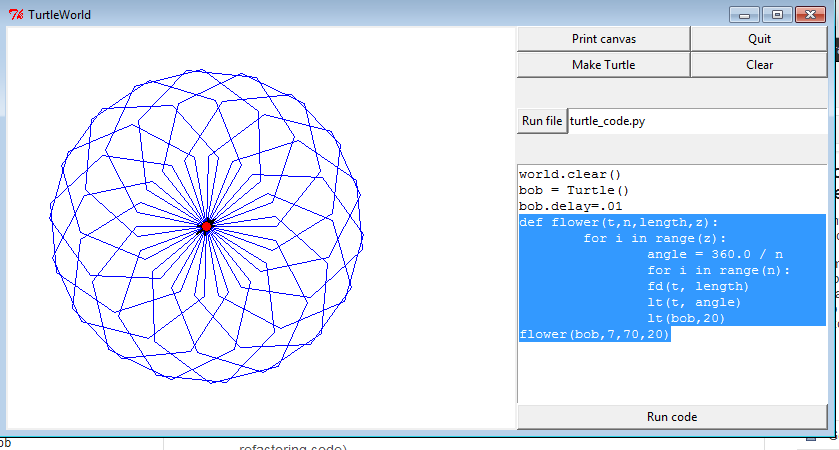 TurtleWorld
Print canvas
Quit
Make Turtle
Clear
Run file
turtle_code.py
world.clear()
bob = Turtle()
bob.delay=.01
def flower(t,n,length,z):
for i in range(z):
angle = 360.0 / n
for i in range(n):
fd(t, length)
lt(t, angle)
lt(bob,20)
flower(bob,7,70,20)
Run code
refactoring code)